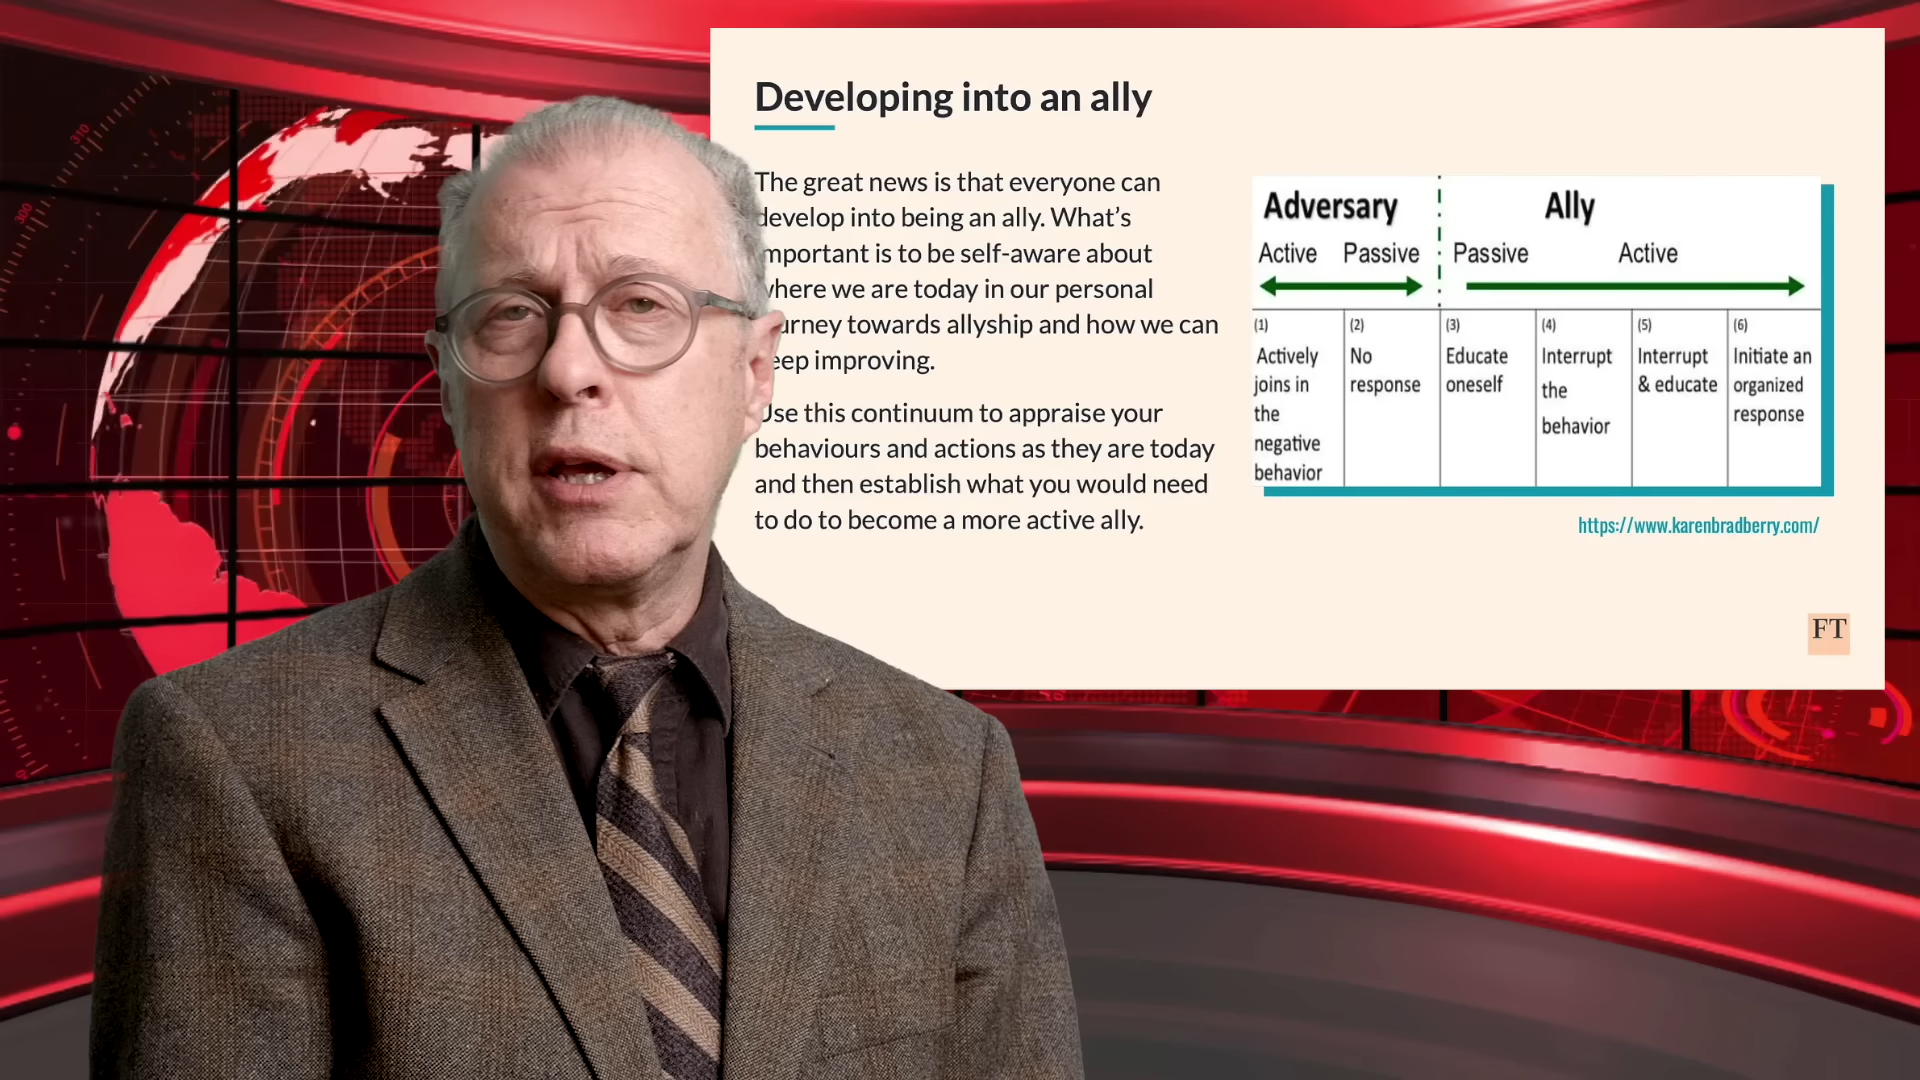 Developing into an ally
The great news is that everyone can
develop into being an ally. What's
important is to be self-aware about
where we are today in our personal
journey towards allyship and how we can
keep improving.
Use this continuum to appraise your
behaviours and actions as they are today
and then establish what you would need
to do to become a more active ally.
Adversary Ally
Active Passive Passive Active
(1)
Actively
joins in
the
negative
behavior
(2)
No
response
(3)
Educate
oneself
(4)
Interrupt
the
behavior
(5)
Interrupt
& educate
(6)
Initiate an
organized
response
https://www.karenbradberry.com/
FT
310
300